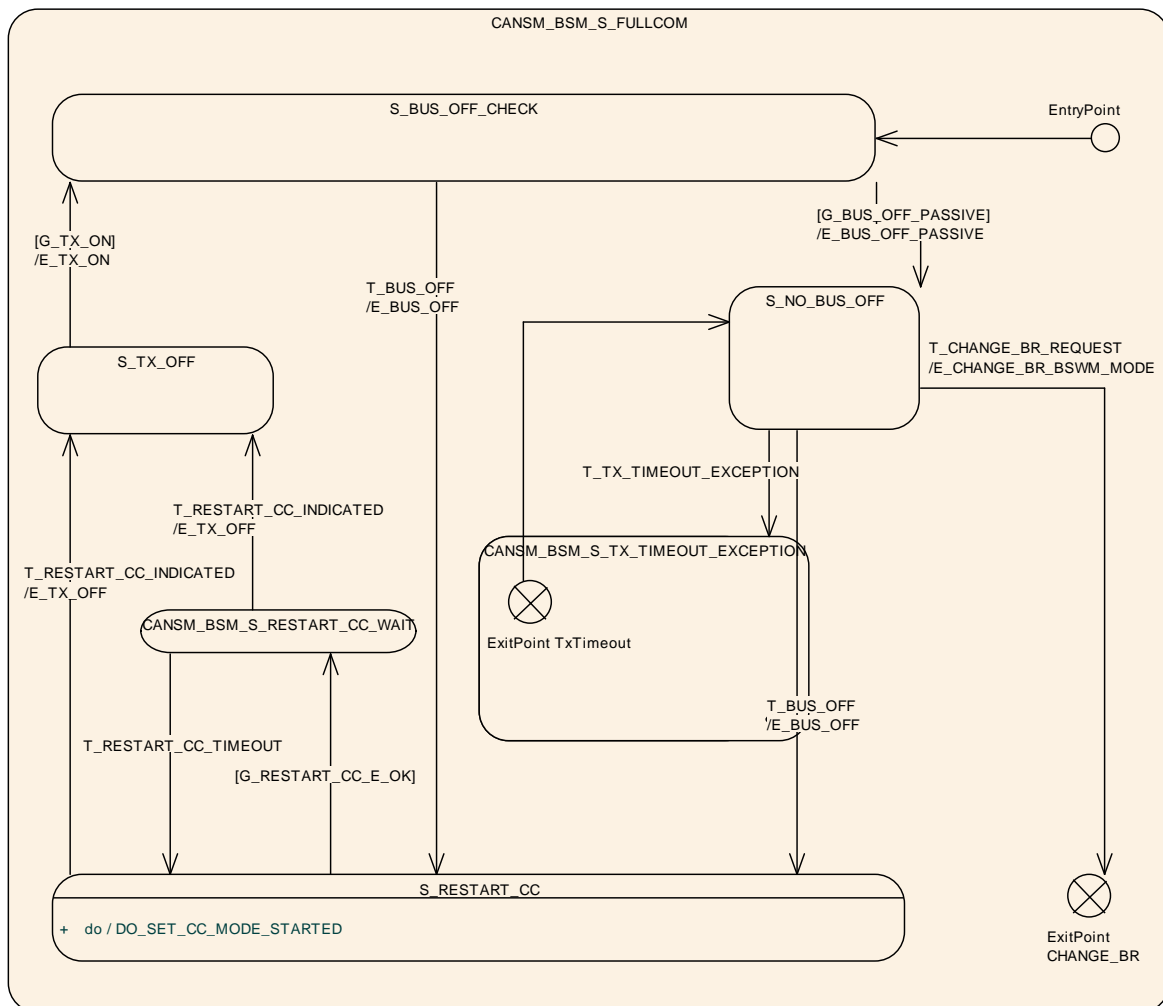 CANSM_BSM_S_FULLCOM
S_BUS_OFF_CHECK
EntryPoint
[G_BUS_OFF_PASSIVE]
/E_BUS_OFF_PASSIVE
[G_TX_ON]
/E_TX_ON
T_BUS_OFF
/E_BUS_OFF
S_NO_BUS_OFF
T_CHANGE_BR_REQUEST
/E_CHANGE_BR_BSWM_MODE
S_TX_OFF
T_TX_TIMEOUT_EXCEPTION
T_RESTART_CC_INDICATED
/E_TX_OFF
CANSM_BSM_S_TX_TIMEOUT_EXCEPTION
T_RESTART_CC_INDICATED
/E_TX_OFF
CANSM_BSM_S_RESTART_CC_WAIT
ExitPoint TxTimeout
T_BUS_OFF
/E_BUS_OFF
T_RESTART_CC_TIMEOUT
[G_RESTART_CC_E_OK]
S_RESTART_CC
+ do / DO_SET_CC_MODE_STARTED
ExitPoint
CHANGE_BR